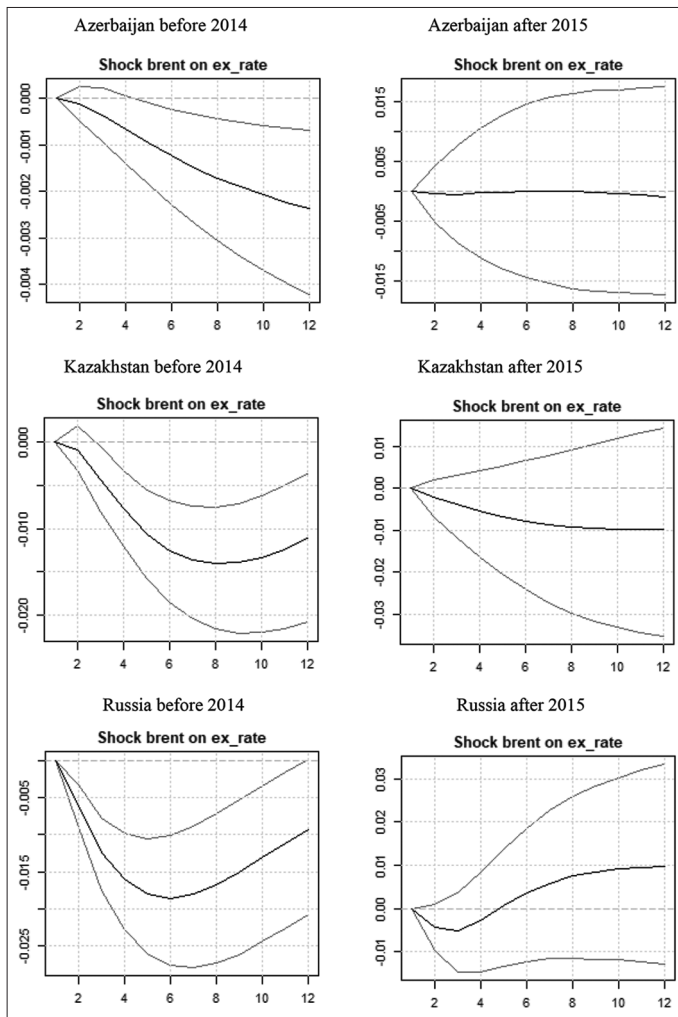 Azerbaijan before 2014
Azerbaijan after 2015
Shock brent on ex_rate
Shock brent on ex_rate
0.000
-0.001
-0.002
-0.003
-0.004
2 4 6 8 10 12
0.015
0.005
-0.005
-0.015
2 4 6 8 10 12
Kazakhstan before 2014
Kazakhstan after 2015
Shock brent on ex_rate
Shock brent on ex_rate
0.000
-0.010
-0.020
2 4 6 8 10 12
0.01
0.00
-0.01
-0.02
-0.03
2 4 6 8 10 12
Russia before 2014
Russia after 2015
Shock brent on ex_rate
Shock brent on ex_rate
-0.005
-0.015
-0.025
2 4 6 8 10 12
0.03
0.02
0.01
0.00
-0.01
2 4 6 8 10 12